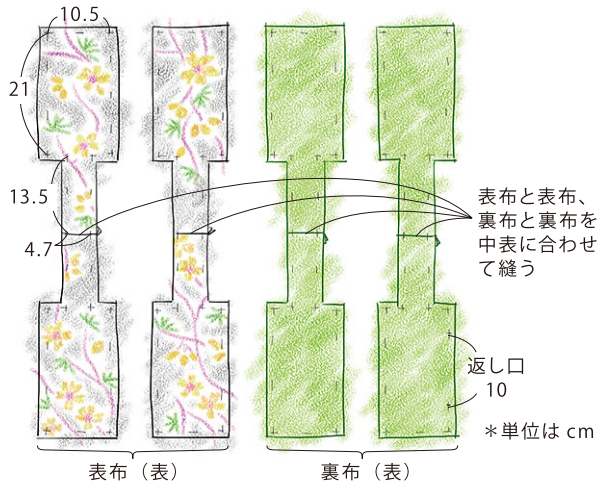 10.5
21
13.5
4.7
表布と表布、
裏布と裏布を
中表に合わせ
て縫う
返し口
10
＊単位は cm
表布（表）
裏布（表）